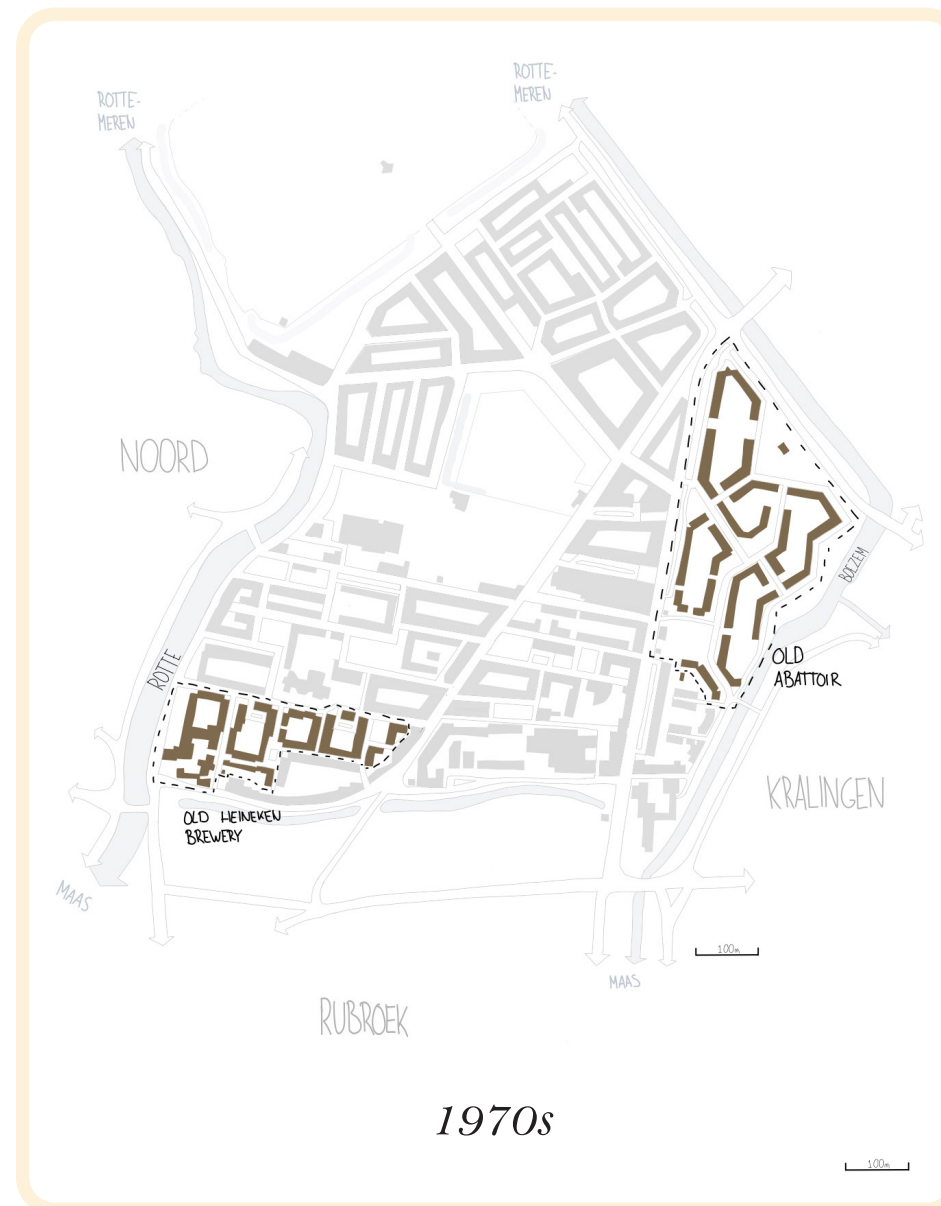 ROTTE-
MEREN
ROTTE-
MEREN
NOORD
BOEZEM
ROTTE
OLD
ABATTOIR
KRALINGEN
OLD HEINEKEN
BREWERY
MAAS
100m
MAAS
RUBROEK
1970s
100m